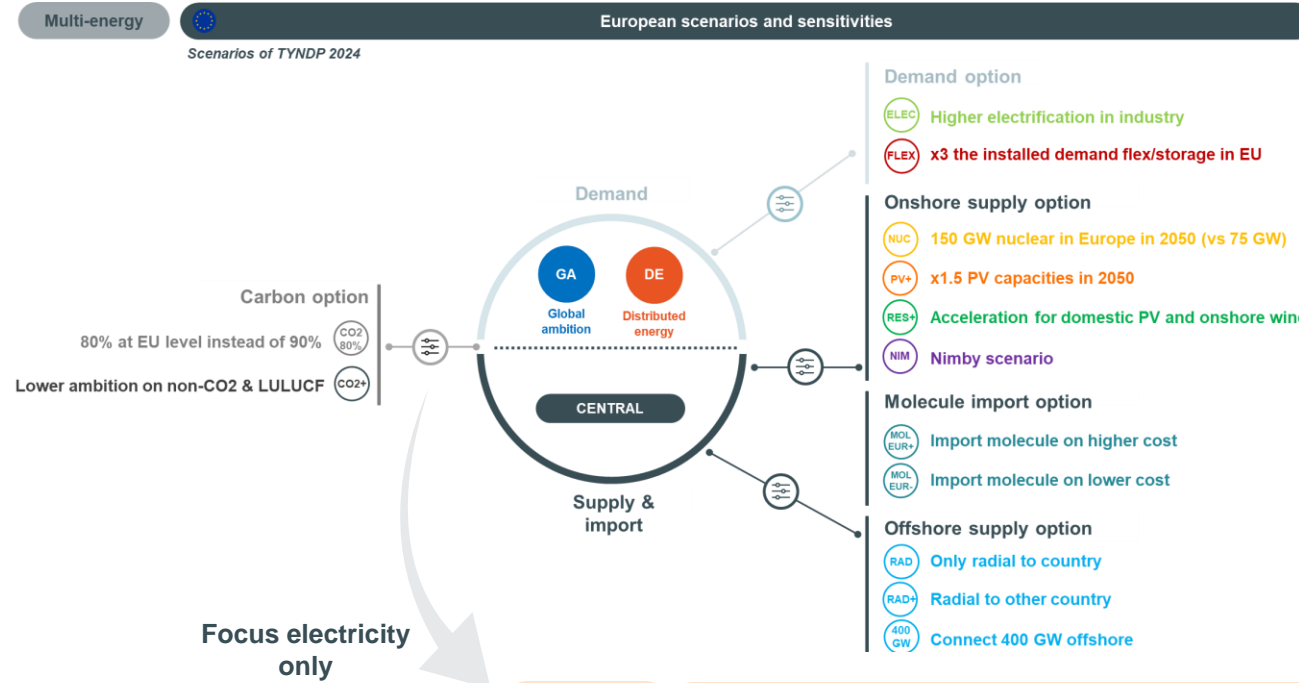 Multi-energy
European scenarios and sensitivities
Scenarios of TYNDP 2024
Demand option
ELEC Higher electrification in industry
FLEX x3 the installed demand flex/storage in EU
Onshore supply option
NUC 150 GW nuclear in Europe in 2050 (vs 75 GW)
PV+ x1.5 PV capacities in 2050
RES+ Acceleration for domestic PV and onshore wind
NIM Nimby scenario
Molecule import option
MOL
EUR+
Import molecule on higher cost
MOL
EUR-
Import molecule on lower cost
Offshore supply option
RAD Only radial to country
RAD+ Radial to other country
400
GW
Connect 400 GW offshore
Demand
GA
DE
Global
ambition
Distributed
energy
CENTRAL
Supply &
import
Carbon option
80% at EU level instead of 90%
CO2
80%
Lower ambition on non-CO2 & LULUCF CO2+
Focus electricity
only